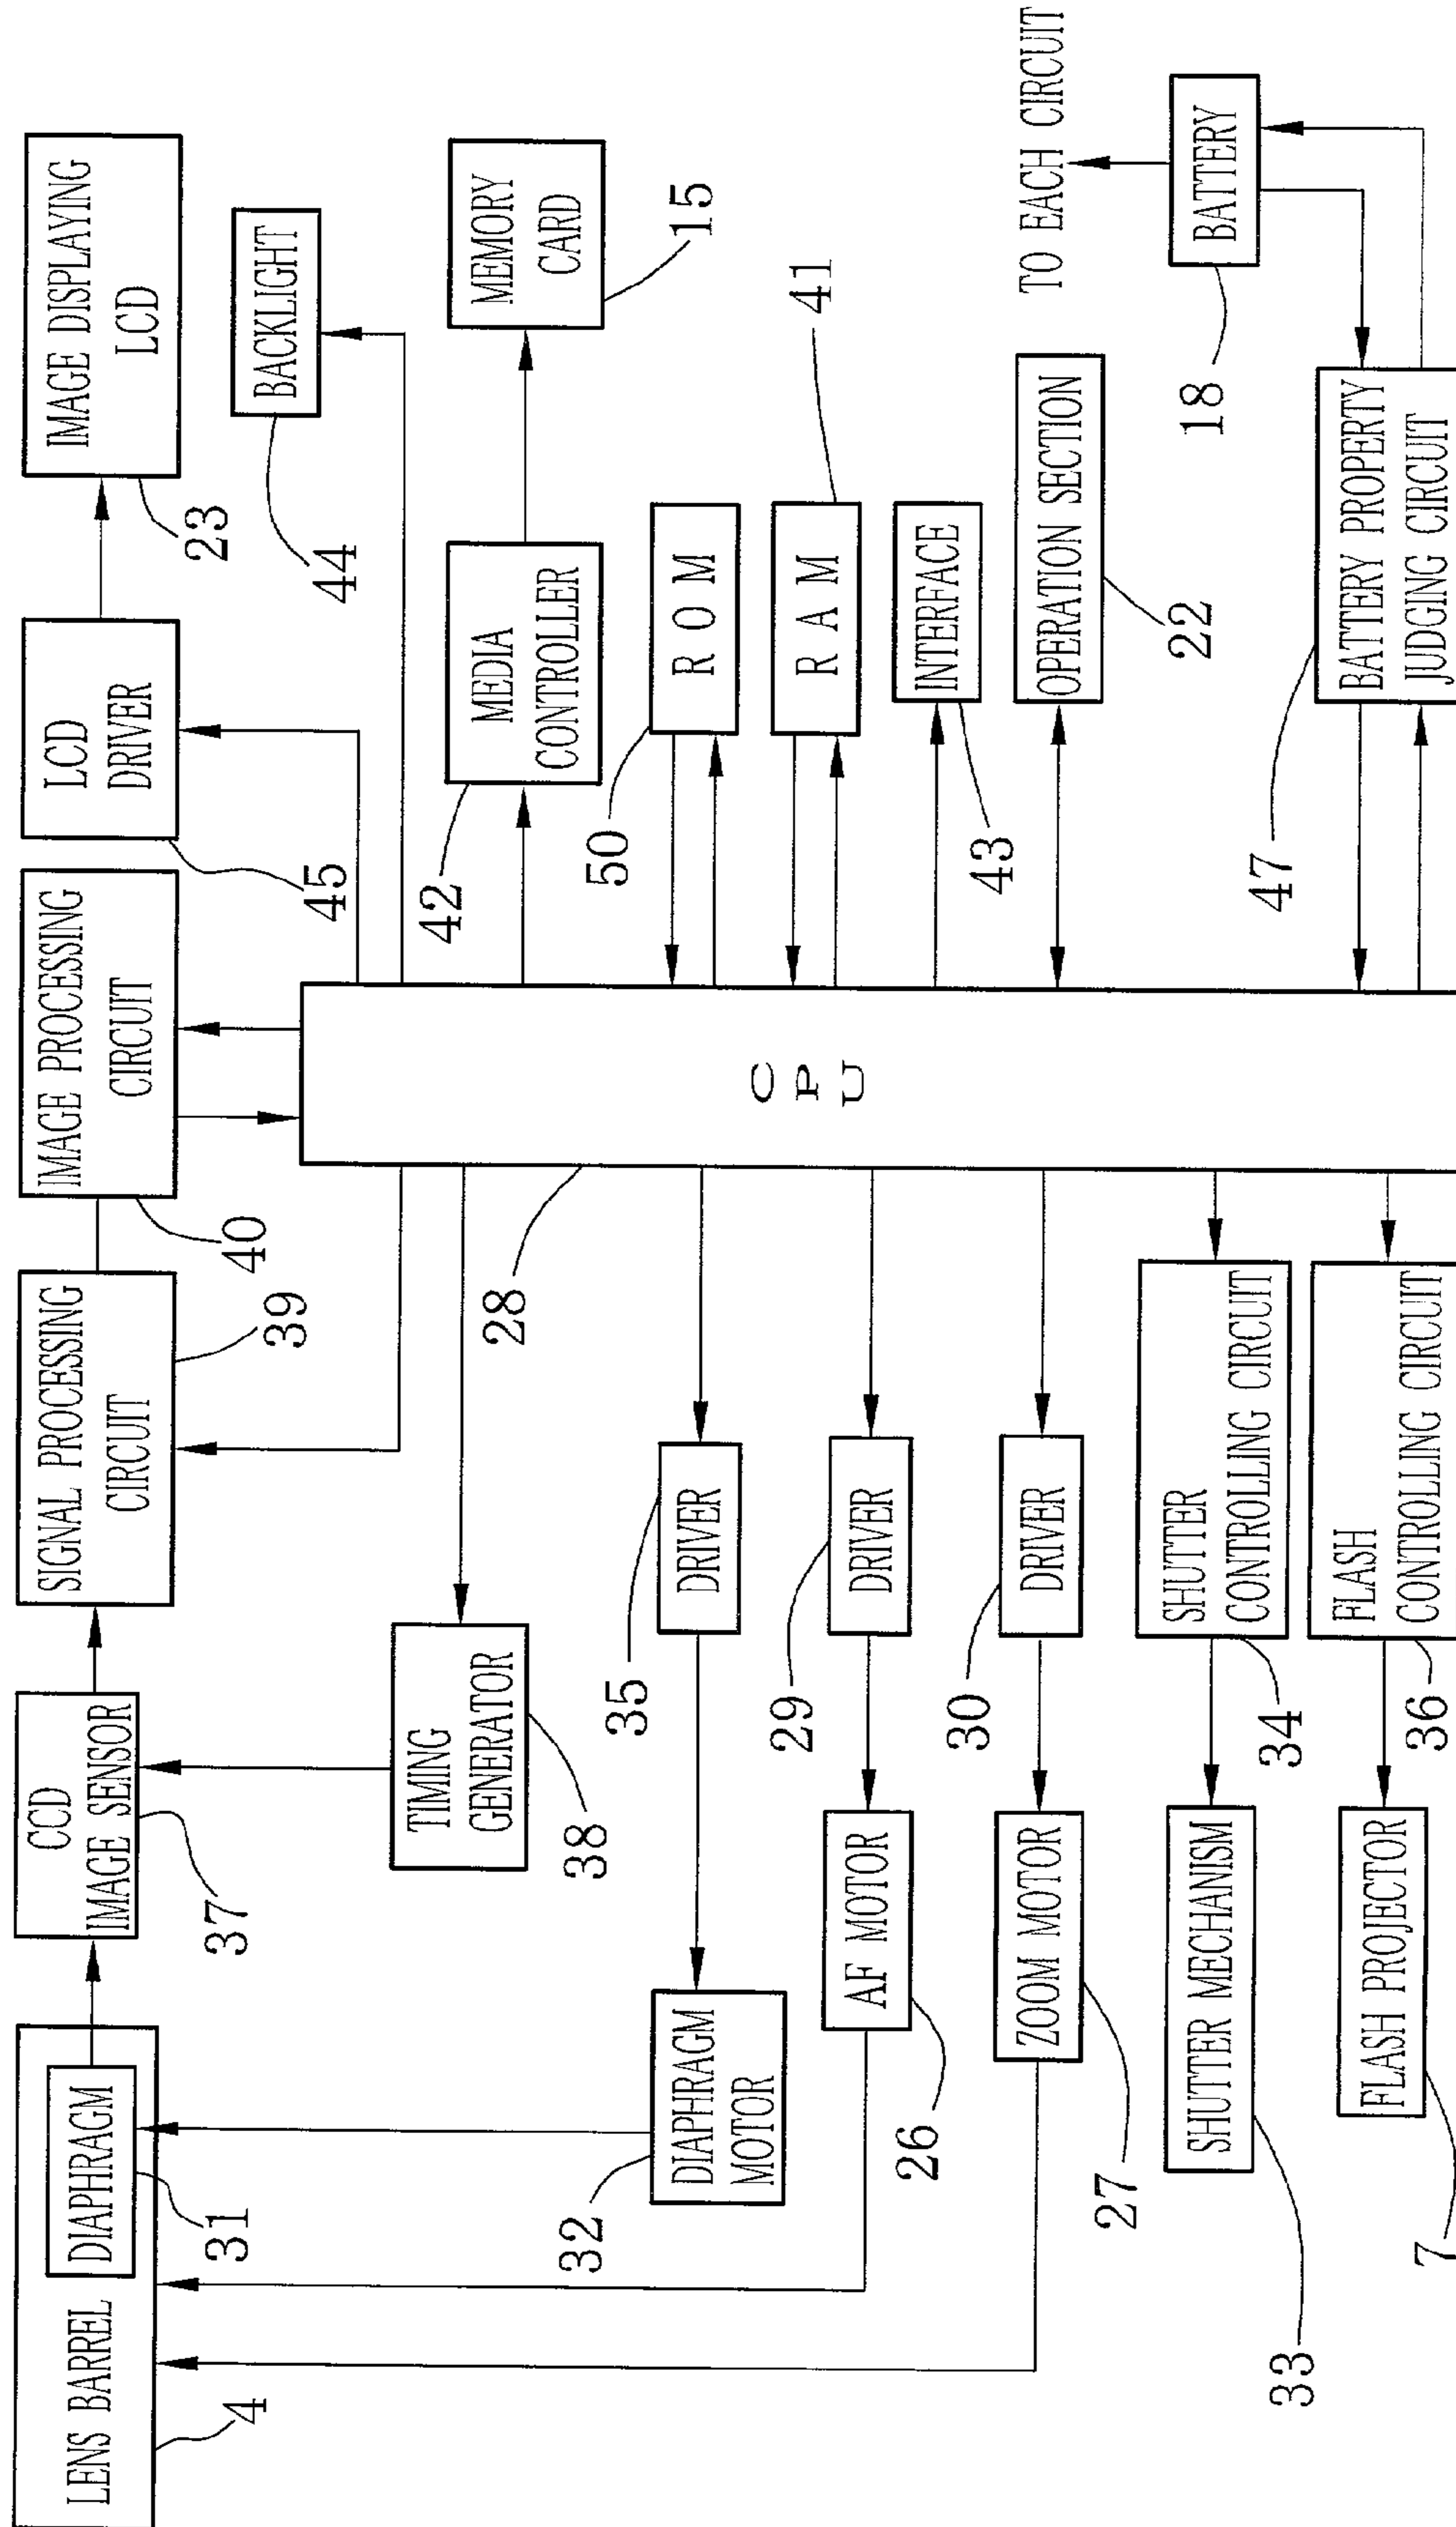 LENS BARREL
4
DIAPHRAGM
31
CCD
IMAGE SENSOR
37
SIGNAL PROCESSING
CIRCUIT
39
IMAGE PROCESSING
CIRCUIT
40
LCD
DRIVER
45
IMAGE DISPLAYING
LCD
23
BACKLIGHT
44
TIMING
GENERATOR
38
28
CPU
MEDIA
CONTROLLER
42
MEMORY
CARD
15
DIAPHRAGM
MOTOR
32
DRIVER
35
ROM
50
RAM
41
AF MOTOR
26
DRIVER
29
INTERFACE
43
ZOOM MOTOR
27
DRIVER
30
OPERATION SECTION
22
TO EACH CIRCUIT
SHUTTER MECHANISM
33
SHUTTER
CONTROLLING CIRCUIT
34
BATTERY
18
FLASH PROJECTOR
7
FLASH
CONTROLLING CIRCUIT
36
BATTERY PROPERTY
JUDGING CIRCUIT
47